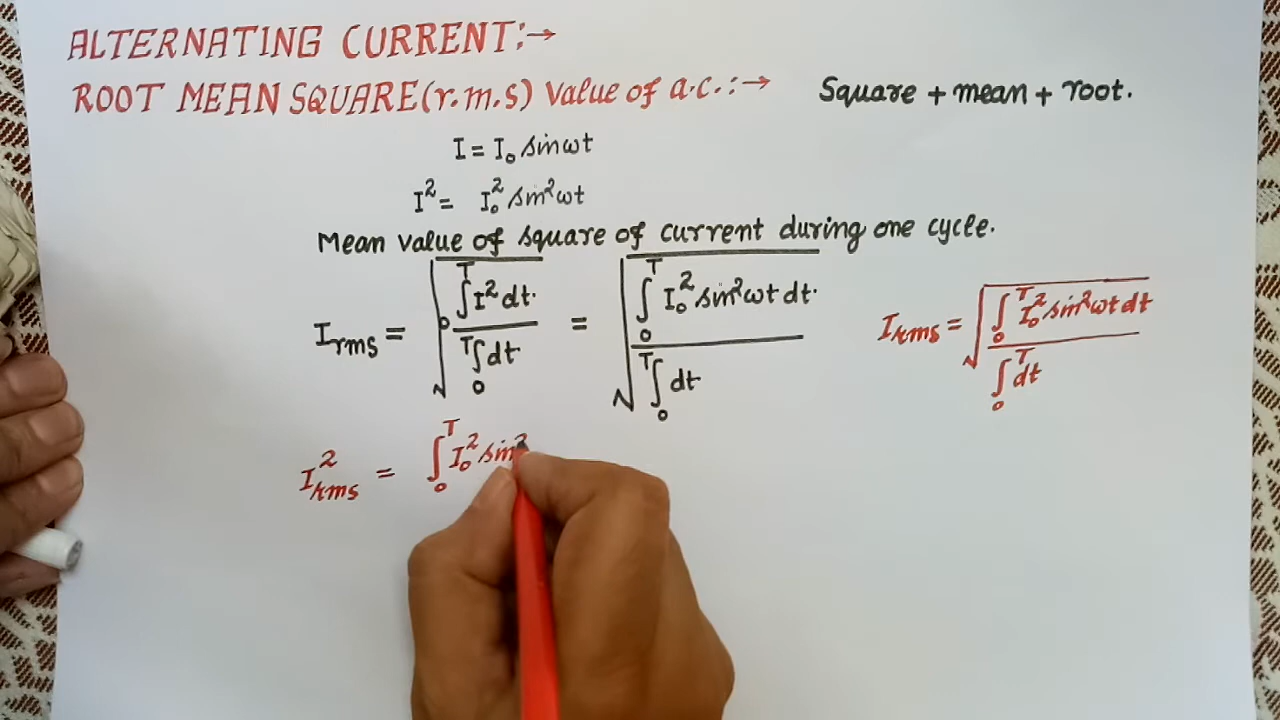 ALTERNATING CURRENT:→
ROOT MEAN SQUARE(r.m.s) value of a.c.:→ Square + mean + root.
I = I₀ sinωt
I² = I₀² sin²ωt
Mean value of square of current during one cycle.
Irms = √(∫₀ᵀ I² dt. / ∫₀ᵀ dt) = √(∫₀ᵀ I₀² sin²ωt dt. / ∫₀ᵀ dt) Irms = √(∫₀ᵀ I₀² sin²ωt dt / ∫₀ᵀ dt)
I²rms = ∫₀ᵀ I₀² sin²